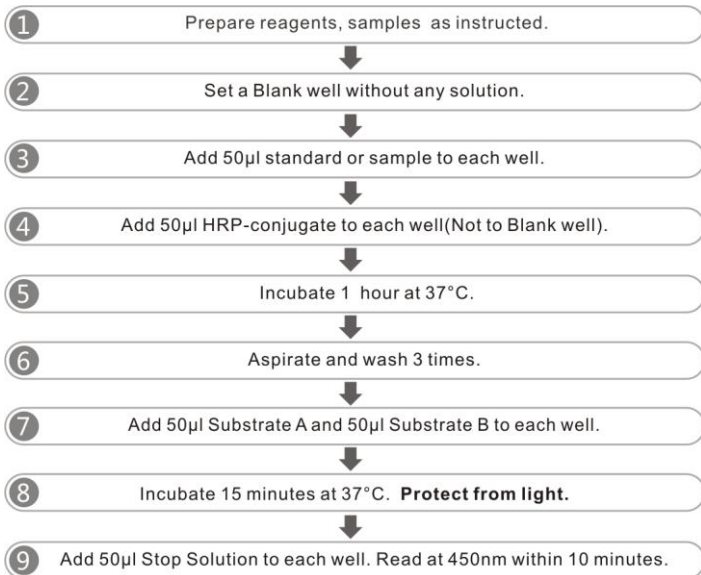 1 Prepare reagents, samples as instructed.
2 Set a Blank well without any solution.
3 Add 50μl standard or sample to each well.
4 Add 50μl HRP-conjugate to each well(Not to Blank well).
5 Incubate 1 hour at 37°C.
6 Aspirate and wash 3 times.
7 Add 50μl Substrate A and 50μl Substrate B to each well.
8 Incubate 15 minutes at 37°C. Protect from light.
9 Add 50μl Stop Solution to each well. Read at 450nm within 10 minutes.